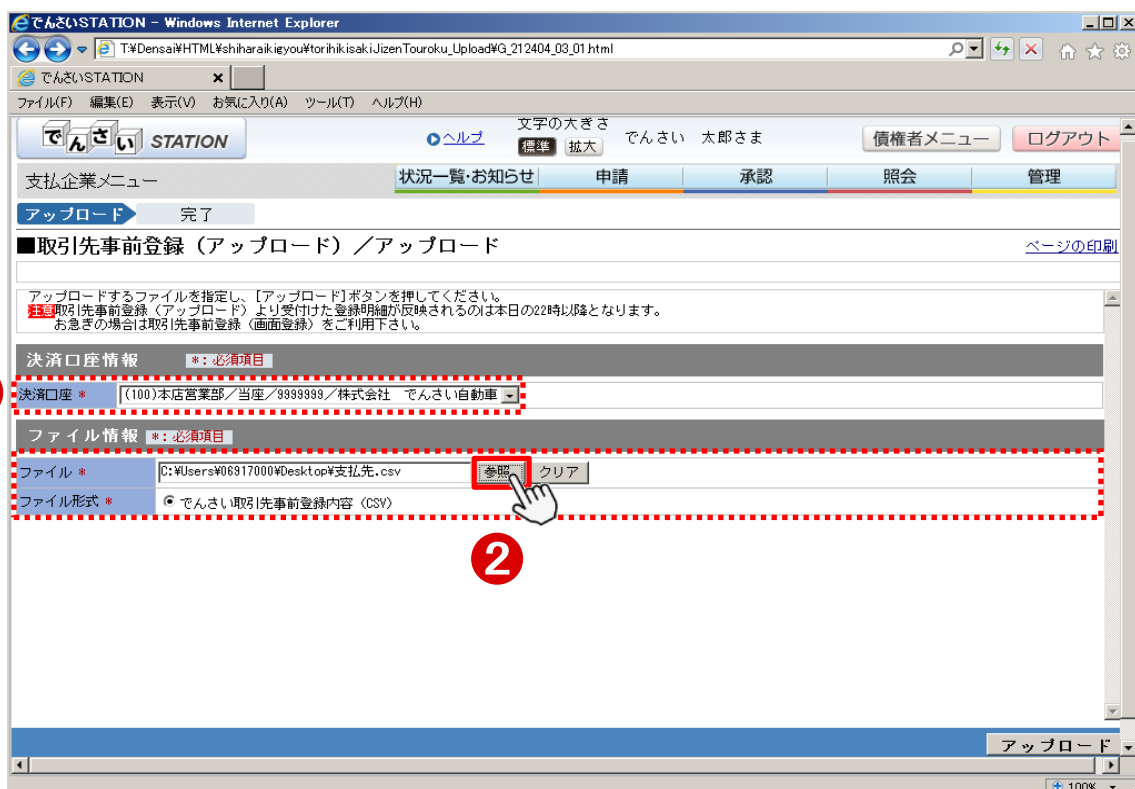 でんさいSTATION - Windows Internet Explorer
T:¥Densai¥HTML¥shiharaikigyou¥torihikisakiJizenTouroku_Upload¥G_212404_03_01.html
でんさいSTATION
ファイル(F) 編集(E) 表示(V) お気に入り(A) ツール(T) ヘルプ(H)
でんさい STATION
ヘルプ
文字の大きさ
標準 拡大
でんさい 太郎さま
債権者メニュー
ログアウト
支払企業メニュー
状況一覧・お知らせ 申請 承認 照会 管理
アップロード 完了
■取引先事前登録（アップロード）／アップロード
ページの印刷
アップロードするファイルを指定し、[アップロード]ボタンを押してください。
注意取引先事前登録（アップロード）より受付けた登録明細が反映されるのは本日の22時以降となります。
お急ぎの場合は取引先事前登録（画面登録）をご利用下さい。
決済口座情報 *：必須項目
決済口座 * (100)本店営業部／当座／9999999／株式会社 でんさい自動車
ファイル情報 *：必須項目
ファイル * C:¥Users¥06917000¥Desktop¥支払先.csv 参照... クリア
ファイル形式 * でんさい取引先事前登録内容（CSV）
2
アップロード
100%